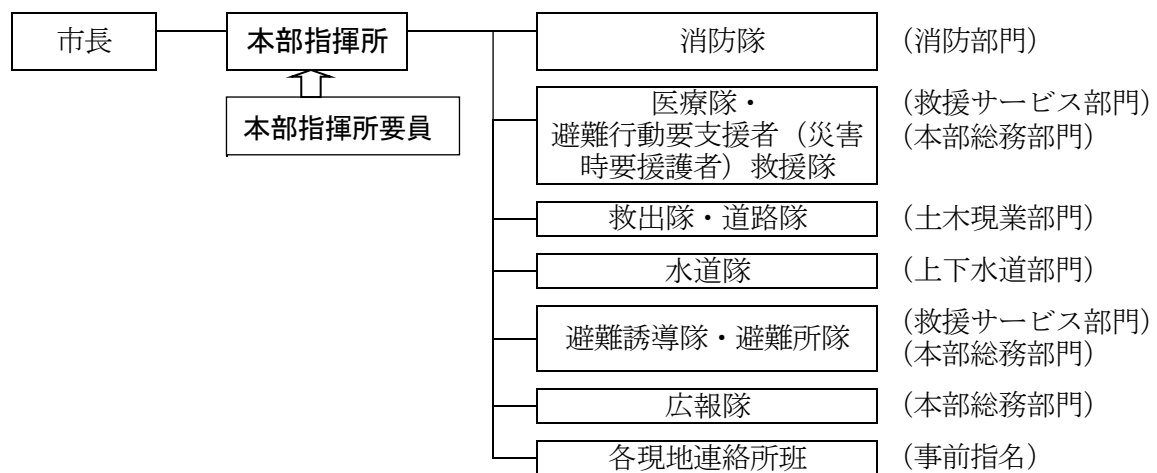 市長
本部指揮所
本部指揮所要員
消防隊
(消防部門)
医療隊・
避難行動要支援者(災害
時要援護者)救援隊
(救援サービス部門)
(本部総務部門)
救出隊・道路隊
(土木現業部門)
水道隊
(上下水道部門)
避難誘導隊・避難所隊
(救援サービス部門)
(本部総務部門)
広報隊
(本部総務部門)
各現地連絡所班
(事前指名)